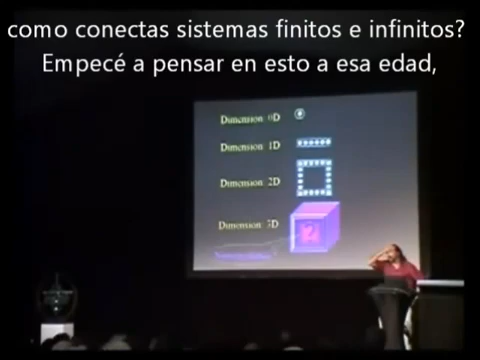 como conectas sistemas finitos e infinitos?
Empecé a pensar en esto a esa edad,
Dimension 0D
Dimension 1D
Dimension 2D
Dimension 3D
2